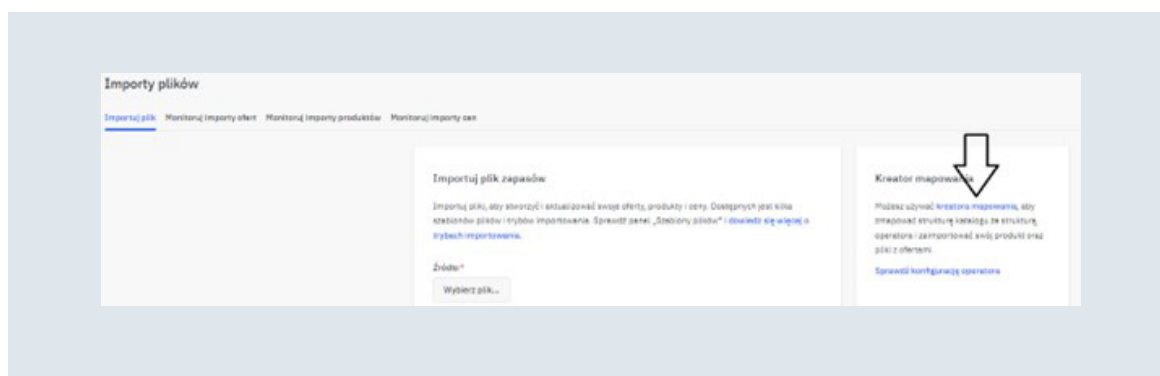 Importy plików
Importuj plik Monitoruj importy ofert Monitoruj importy produktów Monitoruj importy cen
Importuj plik zapasów
Importuj pliki, aby stworzyć i aktualizować swoje oferty, produkty i ceny. Dostępnych jest kilka
szablonów plików i trybów importowania. Sprawdź panel „Szablony plików” i dowiedz się więcej o
trybach importowania.
Źródło*
Wybierz plik...
Kreator mapowania
Możesz używać kreatora mapowania, aby
zmapować strukturę katalogu ze strukturą
operatora i zaimportować swój produkt oraz
pliki z ofertami.
Sprawdź konfigurację operatora